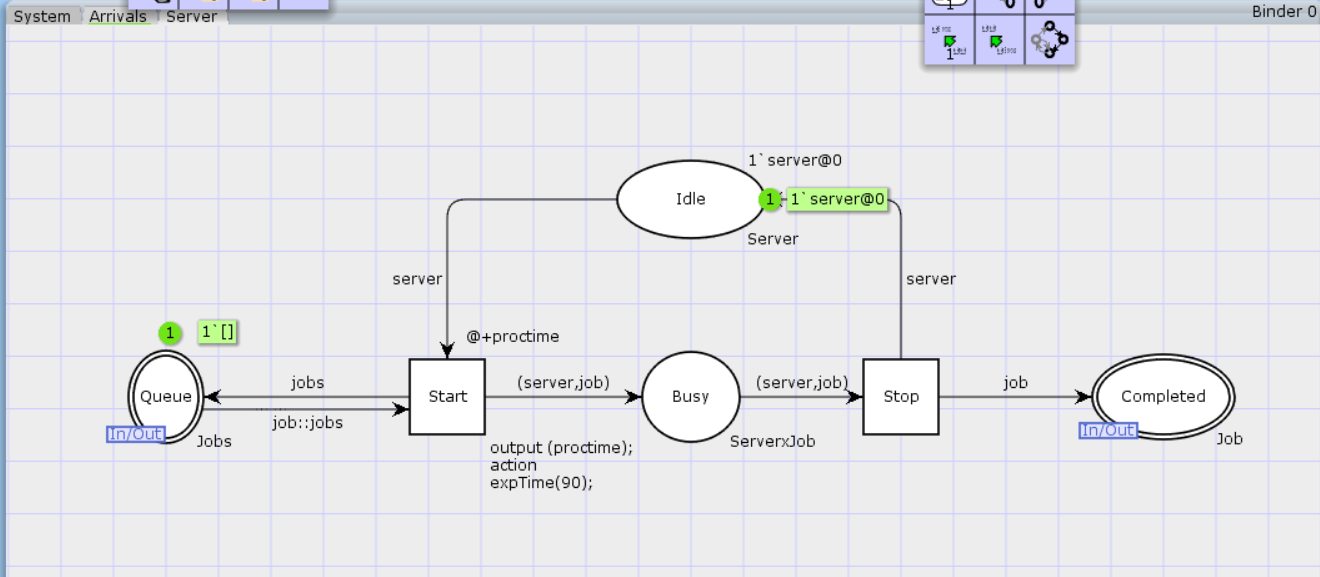 System Arrivals Server
Binder 0
1
1`server@0
Idle
1
1`server@0
Server
server
server
1
1`[]
@+proctime
Queue
jobs
Start
(server,job)
Busy
(server,job)
Stop
job
Completed
job::jobs
In/Out
Jobs
ServerxJob
In/Out
Job
output (proctime);
action
expTime(90);